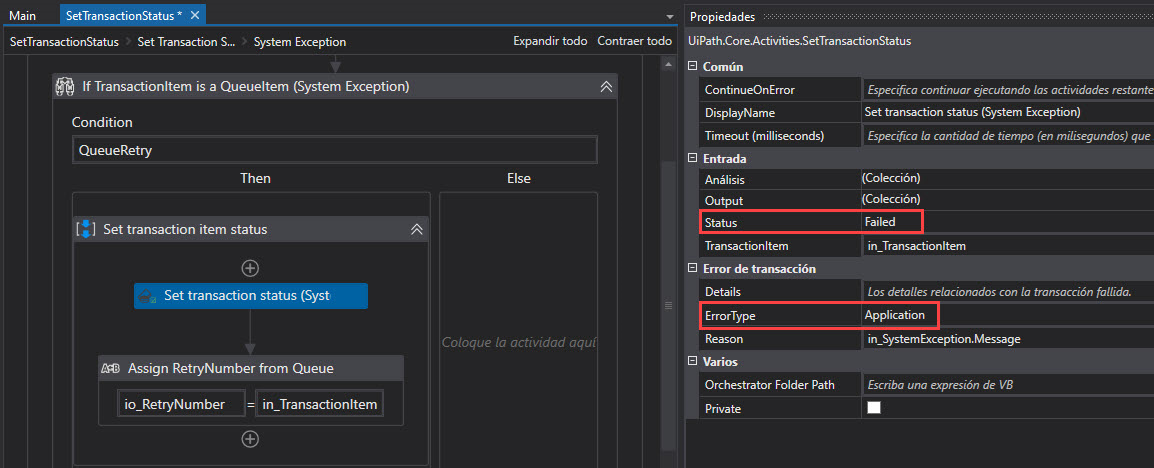 Main
SetTransactionStatus *
SetTransactionStatus > Set Transaction S... > System Exception
Expandir todo Contraer todo
If TransactionItem is a QueueItem (System Exception)
Condition
QueueRetry
Then Else
Set transaction item status
Set transaction status (Syst
Coloque la actividad aquí
Assign RetryNumber from Queue
io_RetryNumber = in_TransactionItem
Propiedades
UiPath.Core.Activities.SetTransactionStatus
Común
ContinueOnError Especifica continuar ejecutando las actividades restante
DisplayName Set transaction status (System Exception)
Timeout (milliseconds) Especifica la cantidad de tiempo (en milisegundos) que
Entrada
Análisis (Colección)
Output (Colección)
Status Failed
TransactionItem in_TransactionItem
Error de transacción
Details Los detalles relacionados con la transacción fallida.
ErrorType Application
Reason in_SystemException.Message
Varios
Orchestrator Folder Path Escriba una expresión de VB
Private